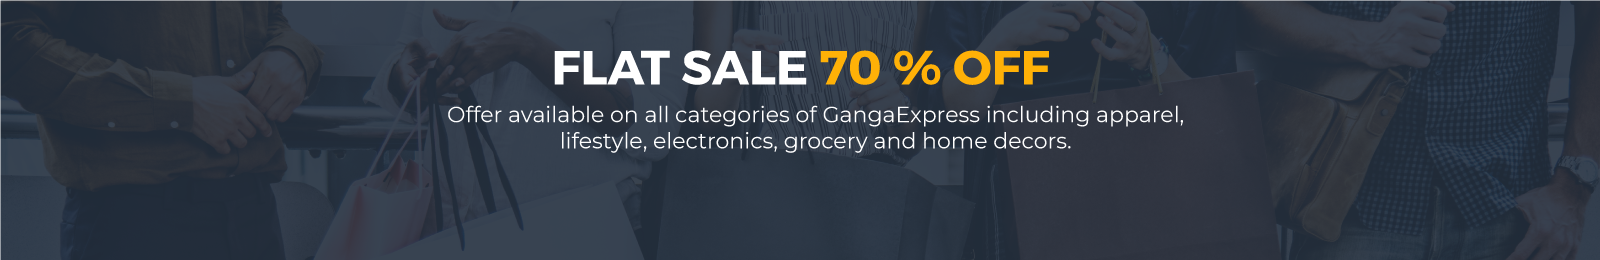 FLAT SALE 70 % OFF
Offer available on all categories of GangaExpress including apparel,
lifestyle, electronics, grocery and home decors.